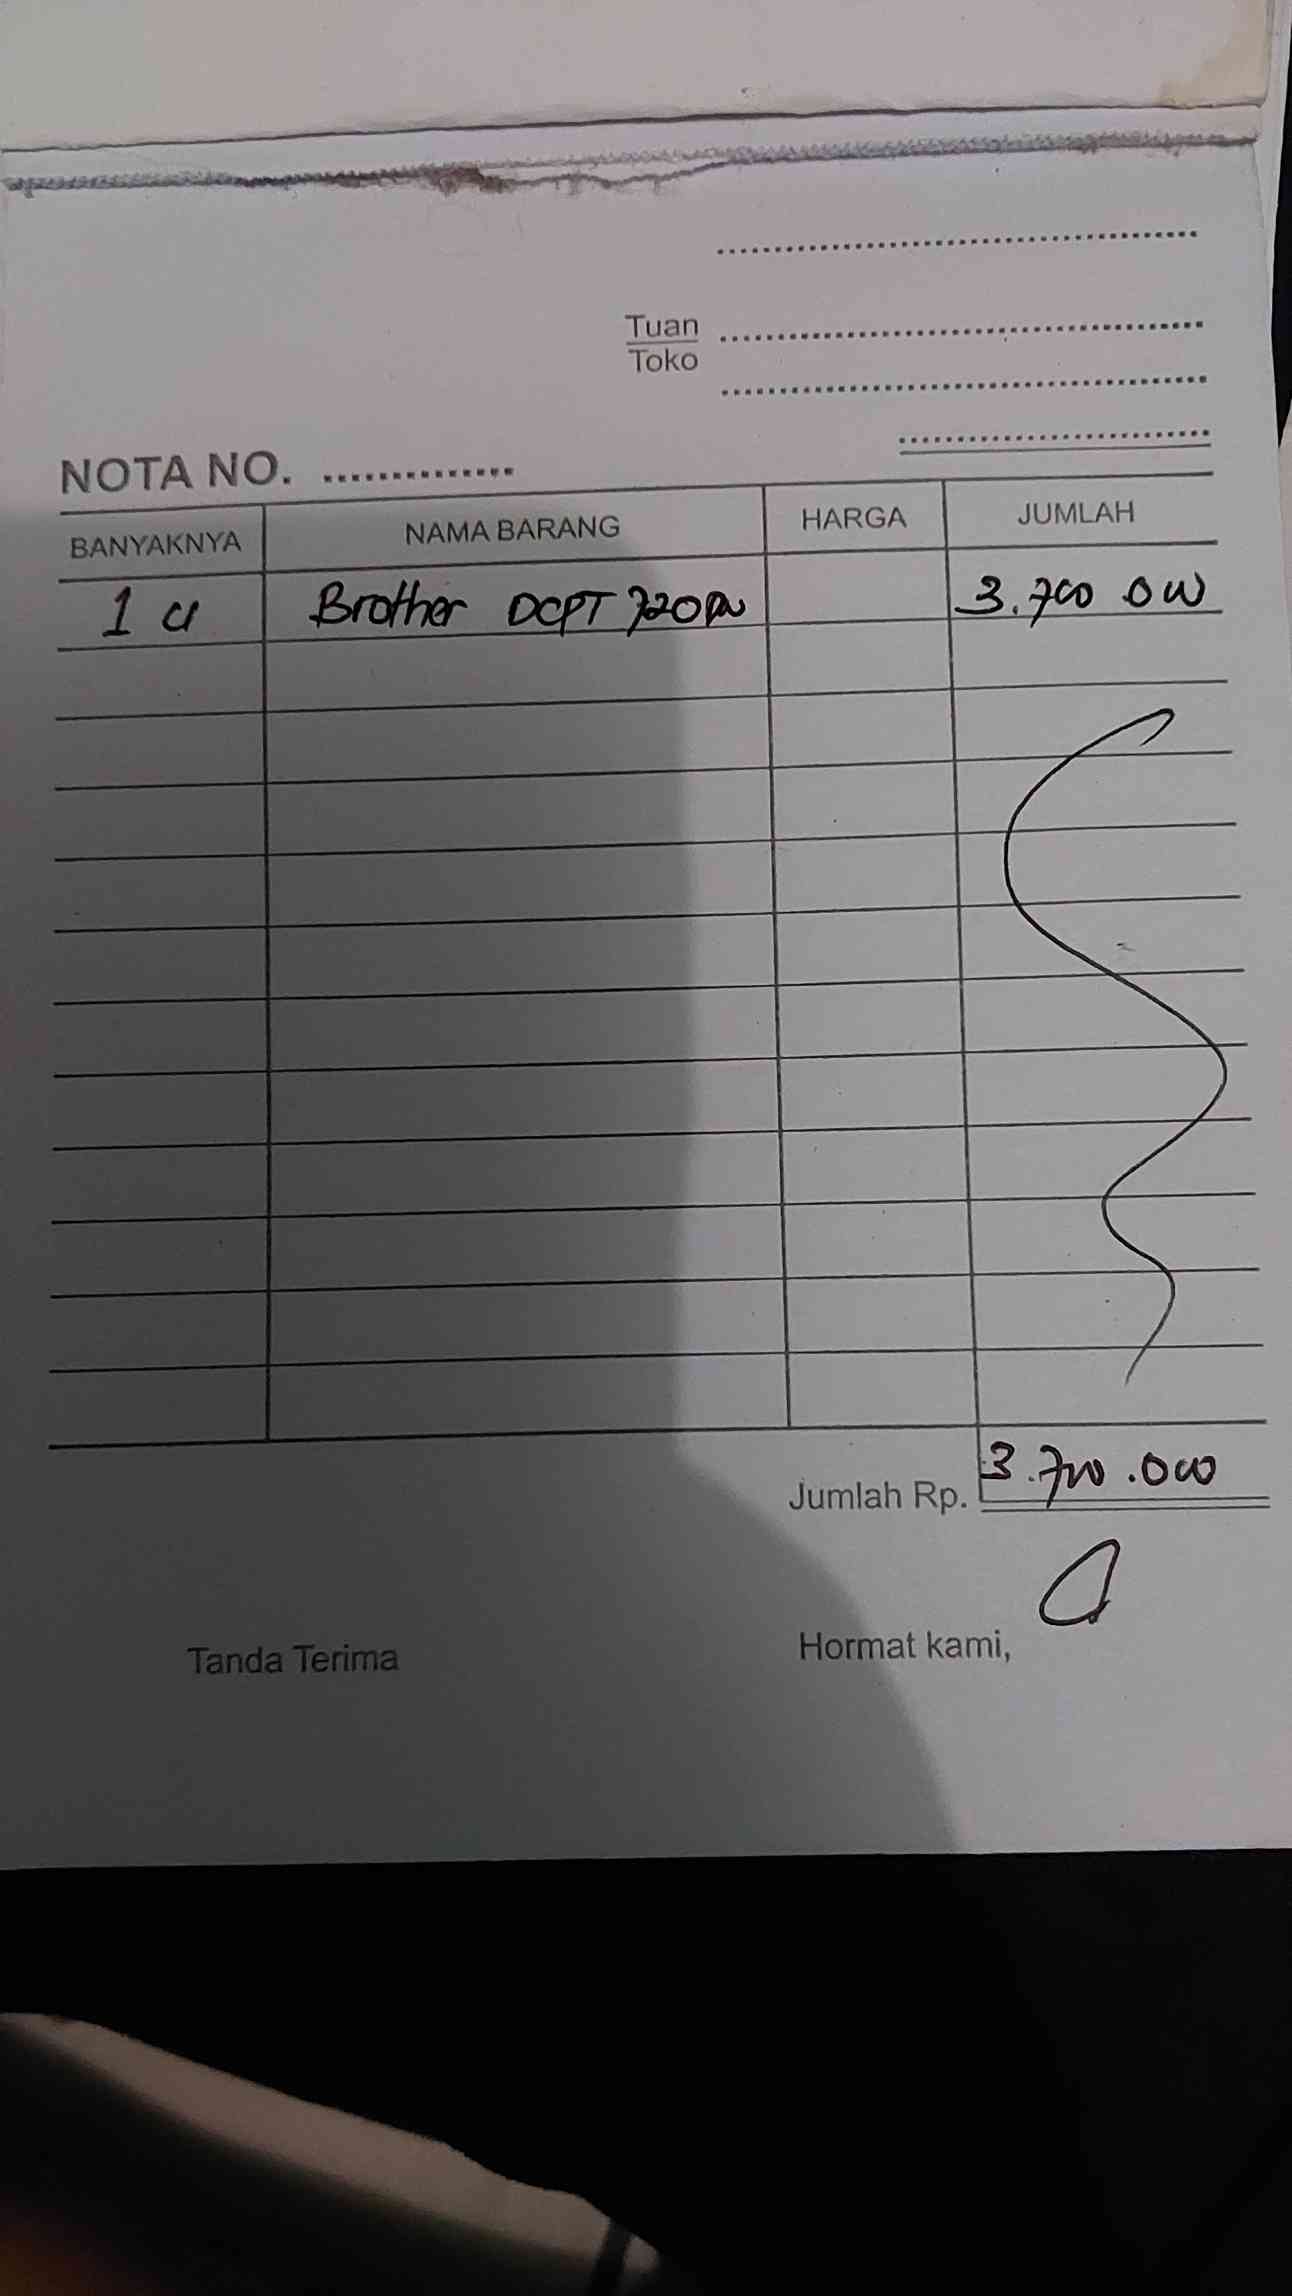 Tuan
Toko
NOTA NO. ..............
BANYAKNYA NAMA BARANG HARGA JUMLAH
1 u Brother DCPT 720DW 3.700 000
Jumlah Rp. 3.700.000
Tanda Terima Hormat kami,